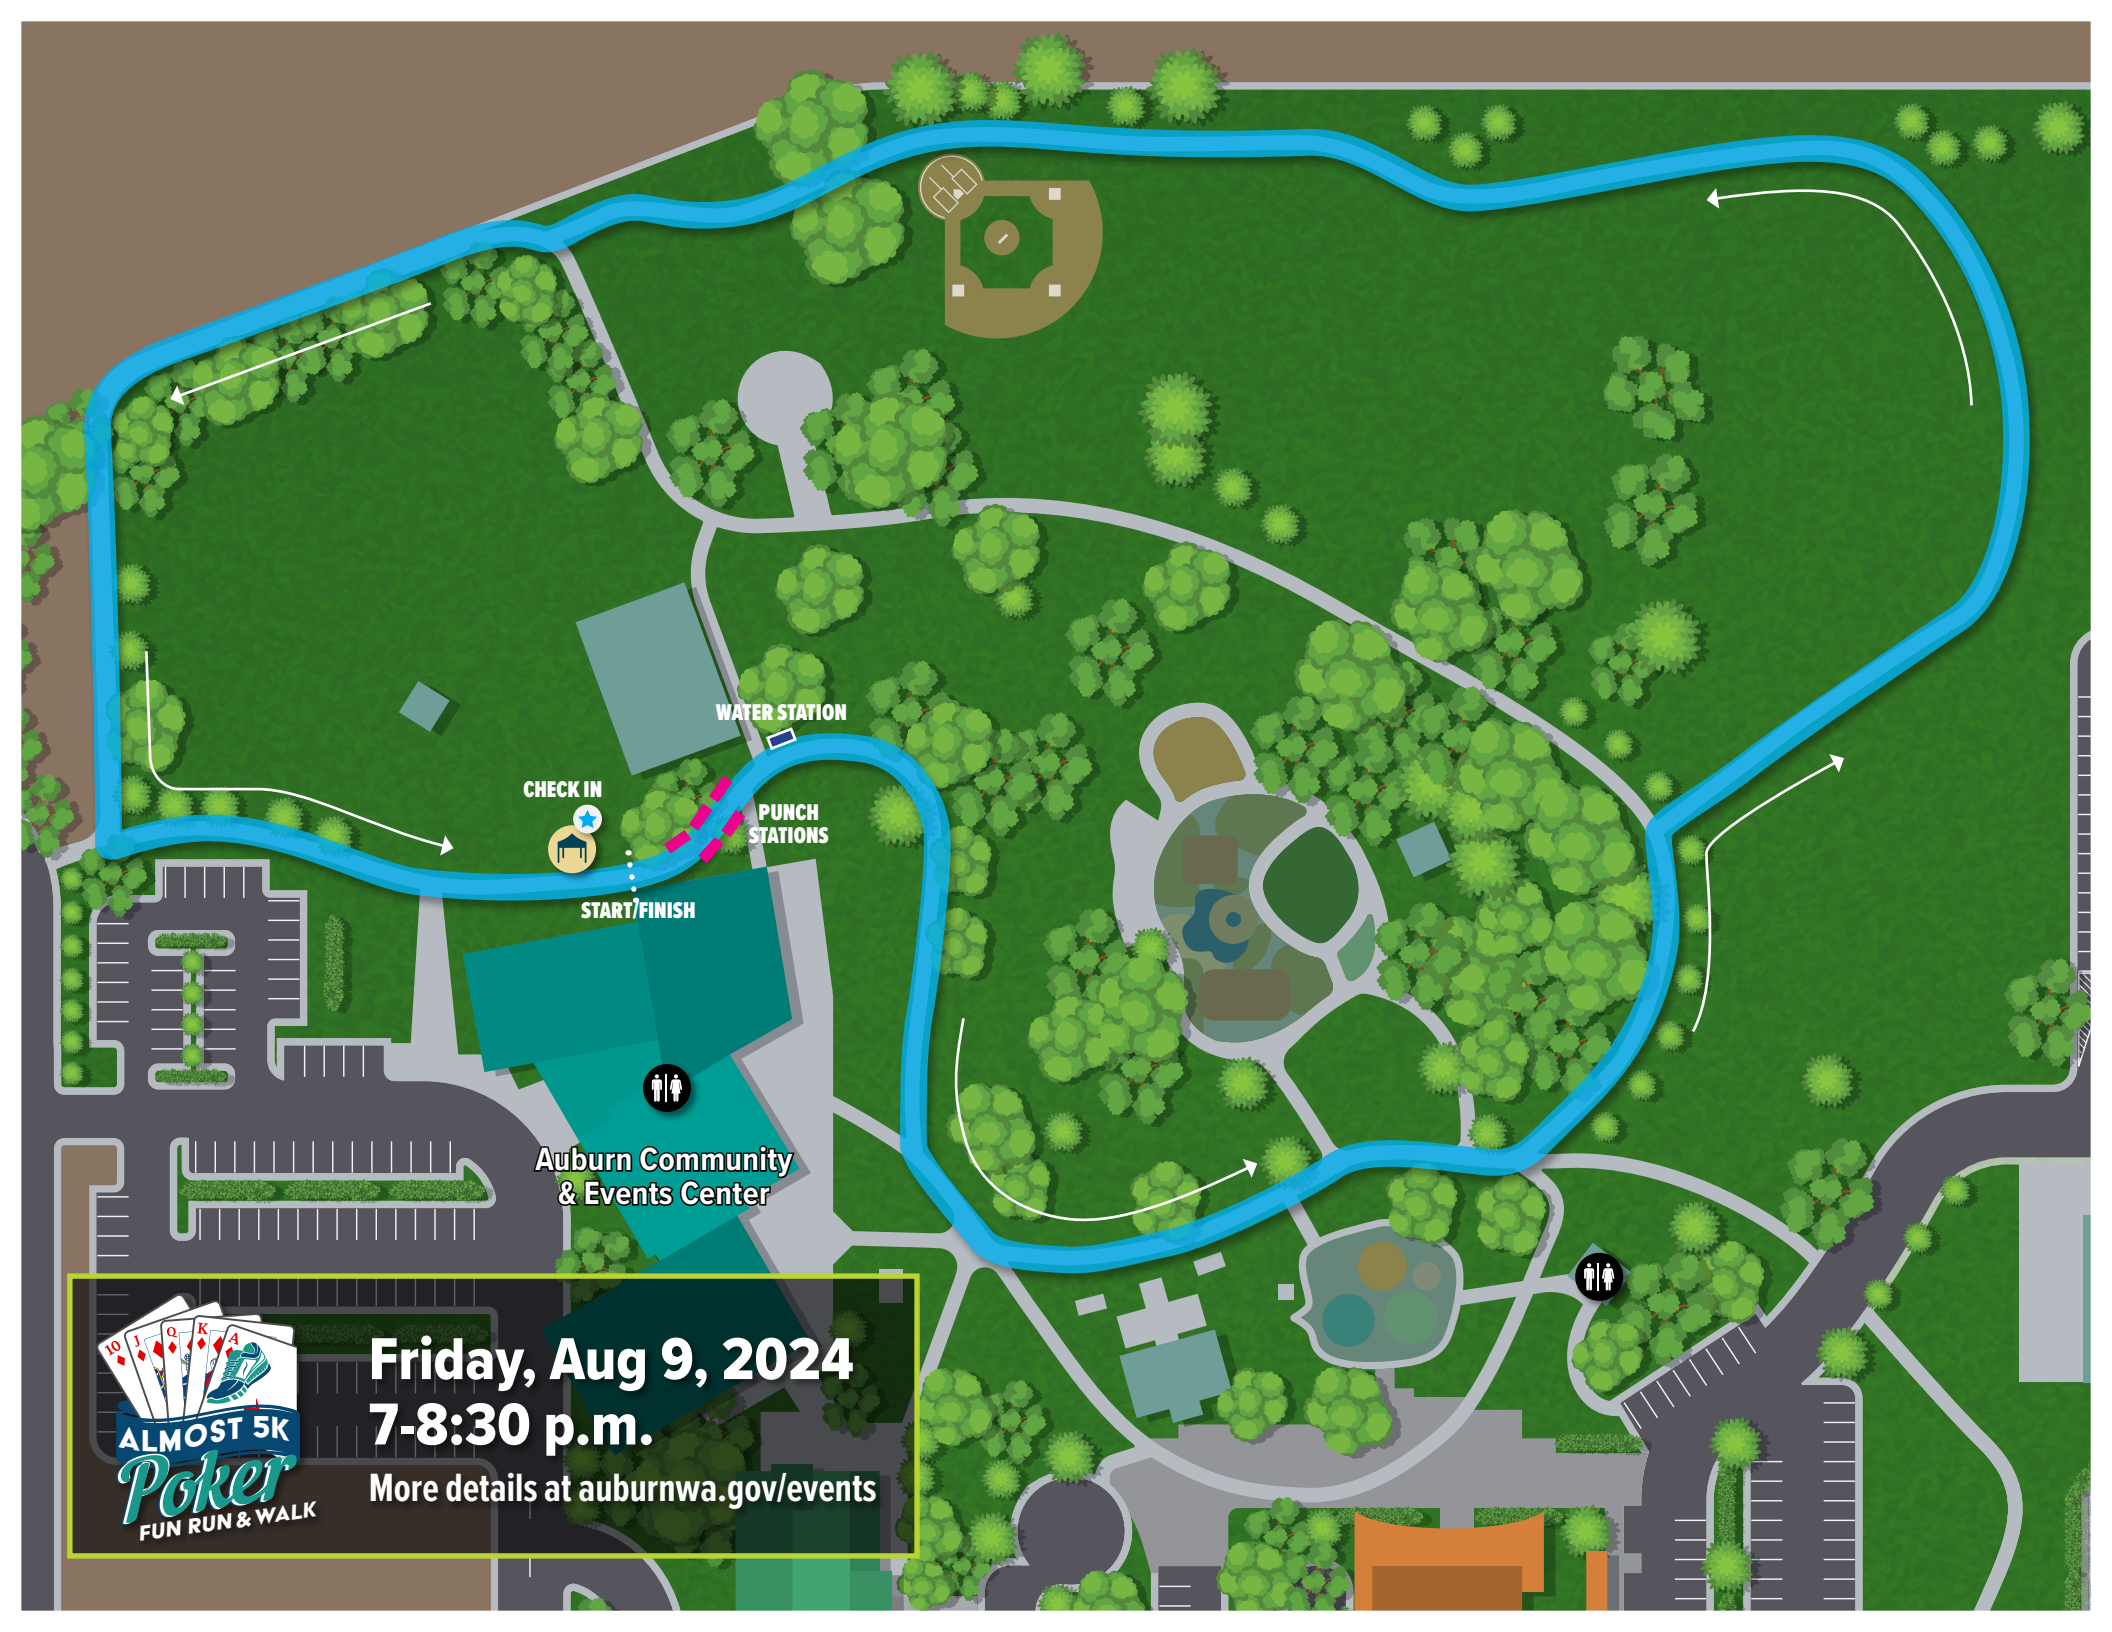 WATER STATION
CHECK IN
PUNCH
STATIONS
START/FINISH
Auburn Community
& Events Center
10 J Q K A
ALMOST 5K
Poker
FUN RUN & WALK
Friday, Aug 9, 2024
7-8:30 p.m.
More details at auburnwa.gov/events